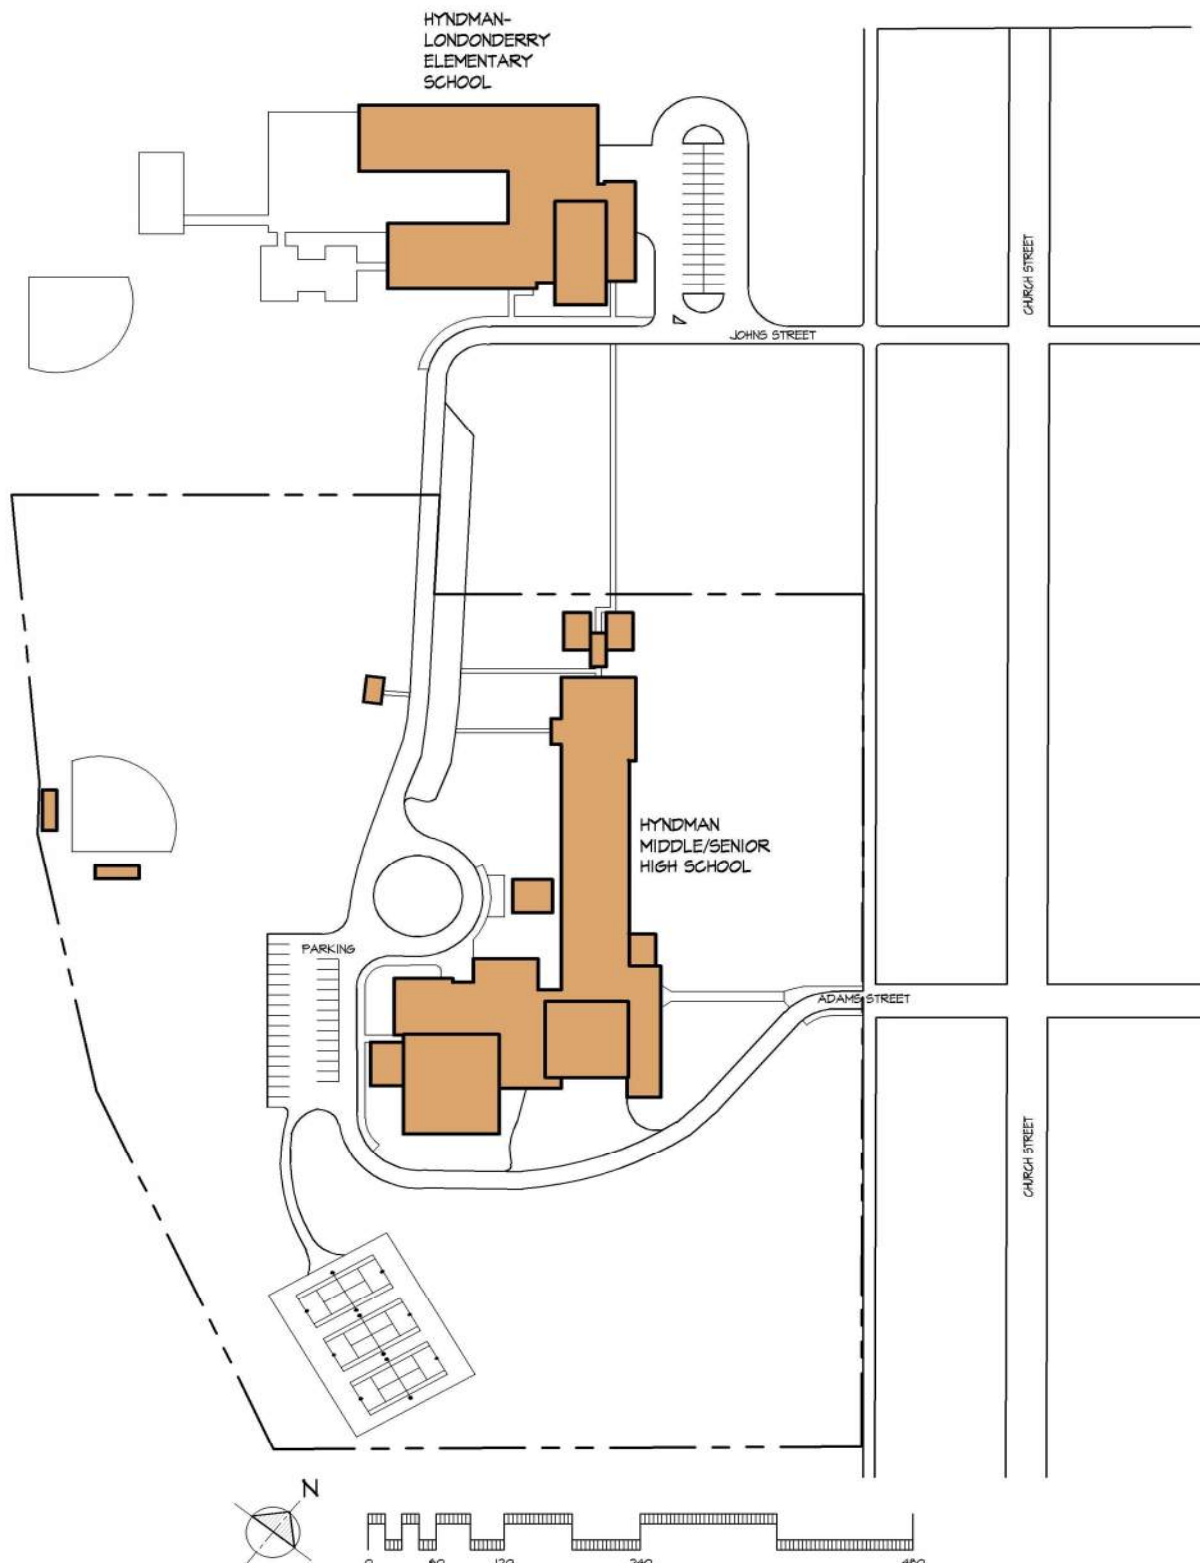 HYNDMAN-
LONDONDERRY
ELEMENTARY
SCHOOL
CHURCH STREET
JOHNS STREET
HYNDMAN
MIDDLE/SENIOR
HIGH SCHOOL
PARKING
ADAMS STREET
CHURCH STREET
N
0 60 120 240 480